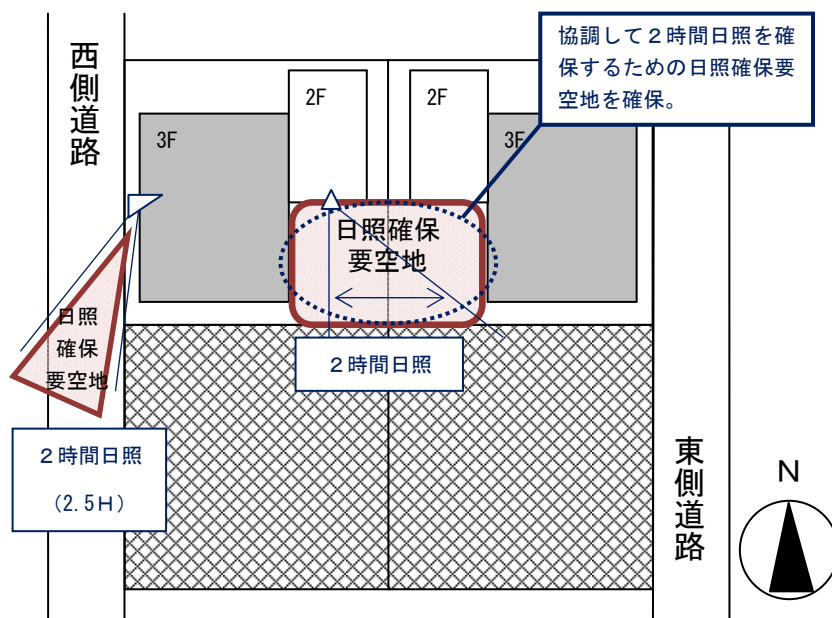 西側道路
協調して２時間日照を確
保するための日照確保要
空地を確保。
3F
2F
2F
3F
日照確保
要空地
日照
確保
要空地
２時間日照
２時間日照
（2.5Ｈ）
東側道路
N